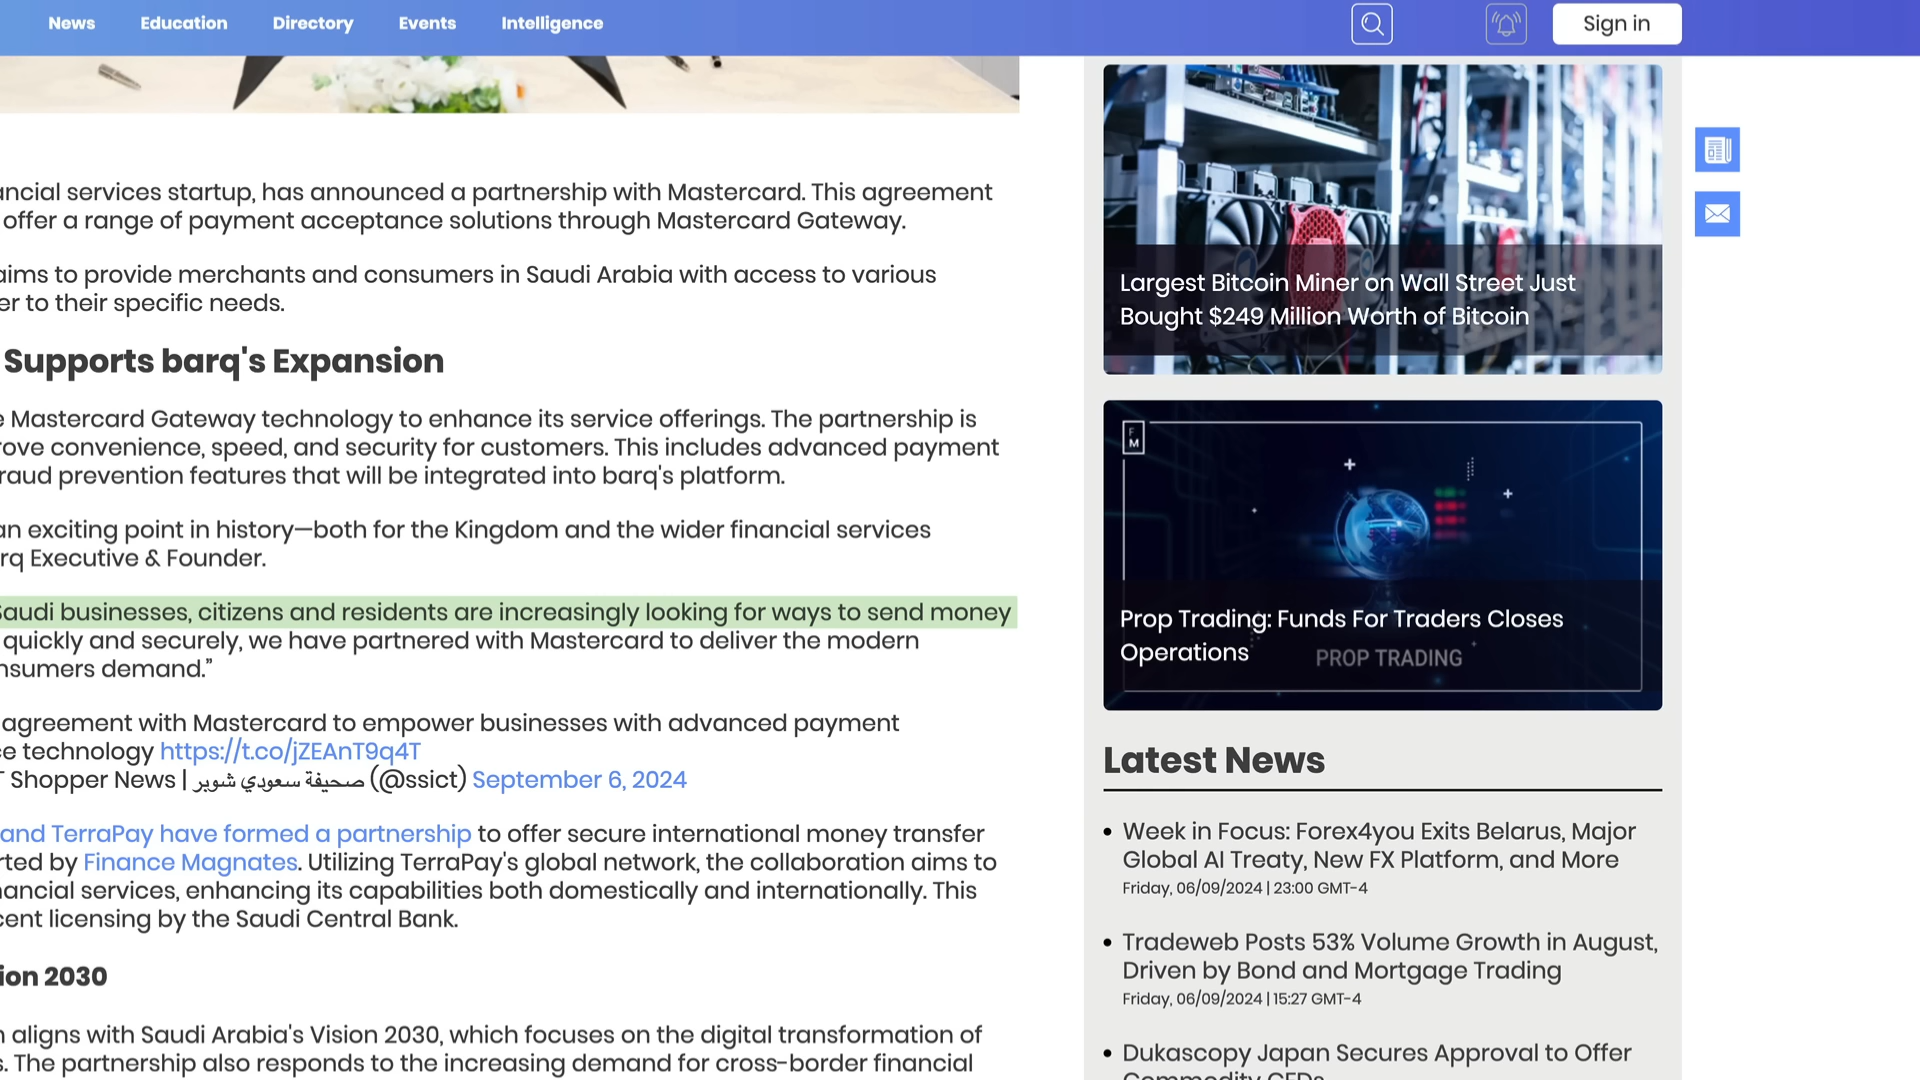 News Education Directory Events Intelligence Sign in
ancial services startup, has announced a partnership with Mastercard. This agreement
offer a range of payment acceptance solutions through Mastercard Gateway.
aims to provide merchants and consumers in Saudi Arabia with access to various
er to their specific needs.
Supports barq's Expansion
e Mastercard Gateway technology to enhance its service offerings. The partnership is
rove convenience, speed, and security for customers. This includes advanced payment
raud prevention features that will be integrated into barq's platform.
an exciting point in history—both for the Kingdom and the wider financial services
rq Executive & Founder.
Saudi businesses, citizens and residents are increasingly looking for ways to send money
quickly and securely, we have partnered with Mastercard to deliver the modern
nsumers demand.”
agreement with Mastercard to empower businesses with advanced payment
ce technology https://t.co/jZEAnT9q4T
T Shopper News | صحيفة سعودي شوبر (@ssict) September 6, 2024
and TerraPay have formed a partnership to offer secure international money transfer
rted by Finance Magnates. Utilizing TerraPay's global network, the collaboration aims to
nancial services, enhancing its capabilities both domestically and internationally. This
cent licensing by the Saudi Central Bank.
ion 2030
n aligns with Saudi Arabia's Vision 2030, which focuses on the digital transformation of
s. The partnership also responds to the increasing demand for cross-border financial
Largest Bitcoin Miner on Wall Street Just
Bought $249 Million Worth of Bitcoin
F
M
Prop Trading: Funds For Traders Closes
Operations
PROP TRADING
Latest News
Week in Focus: Forex4you Exits Belarus, Major
Global AI Treaty, New FX Platform, and More
Friday, 06/09/2024 | 23:00 GMT-4
Tradeweb Posts 53% Volume Growth in August,
Driven by Bond and Mortgage Trading
Friday, 06/09/2024 | 15:27 GMT-4
Dukascopy Japan Secures Approval to Offer
Commodity CFDs